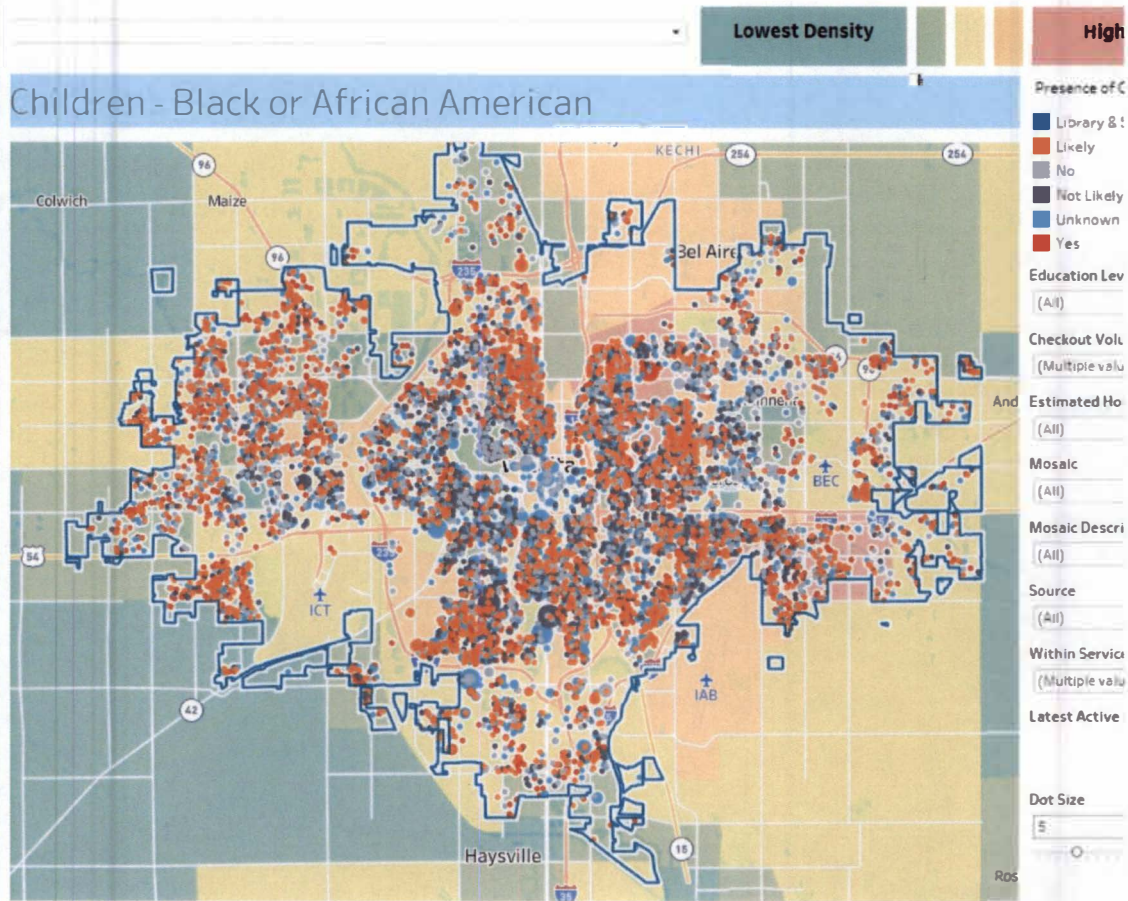 Lowest Density
High
Children - Black or African American
Presence of C
Library & S
Likely
No
Not Likely
Unknown
Yes
Education Lev
(All)
Checkout Volu
(Multiple valu
Estimated Ho
(All)
Mosaic
(All)
Mosaic Descri
(All)
Source
(All)
Within Service
(Multiple valu
Latest Active
Dot Size
5
96
KECHI
254
254
Colwich
Maize
96
Bel Aire
235
And
BEC
54
ICT
IAB
42
Haysville
15
35
Ros